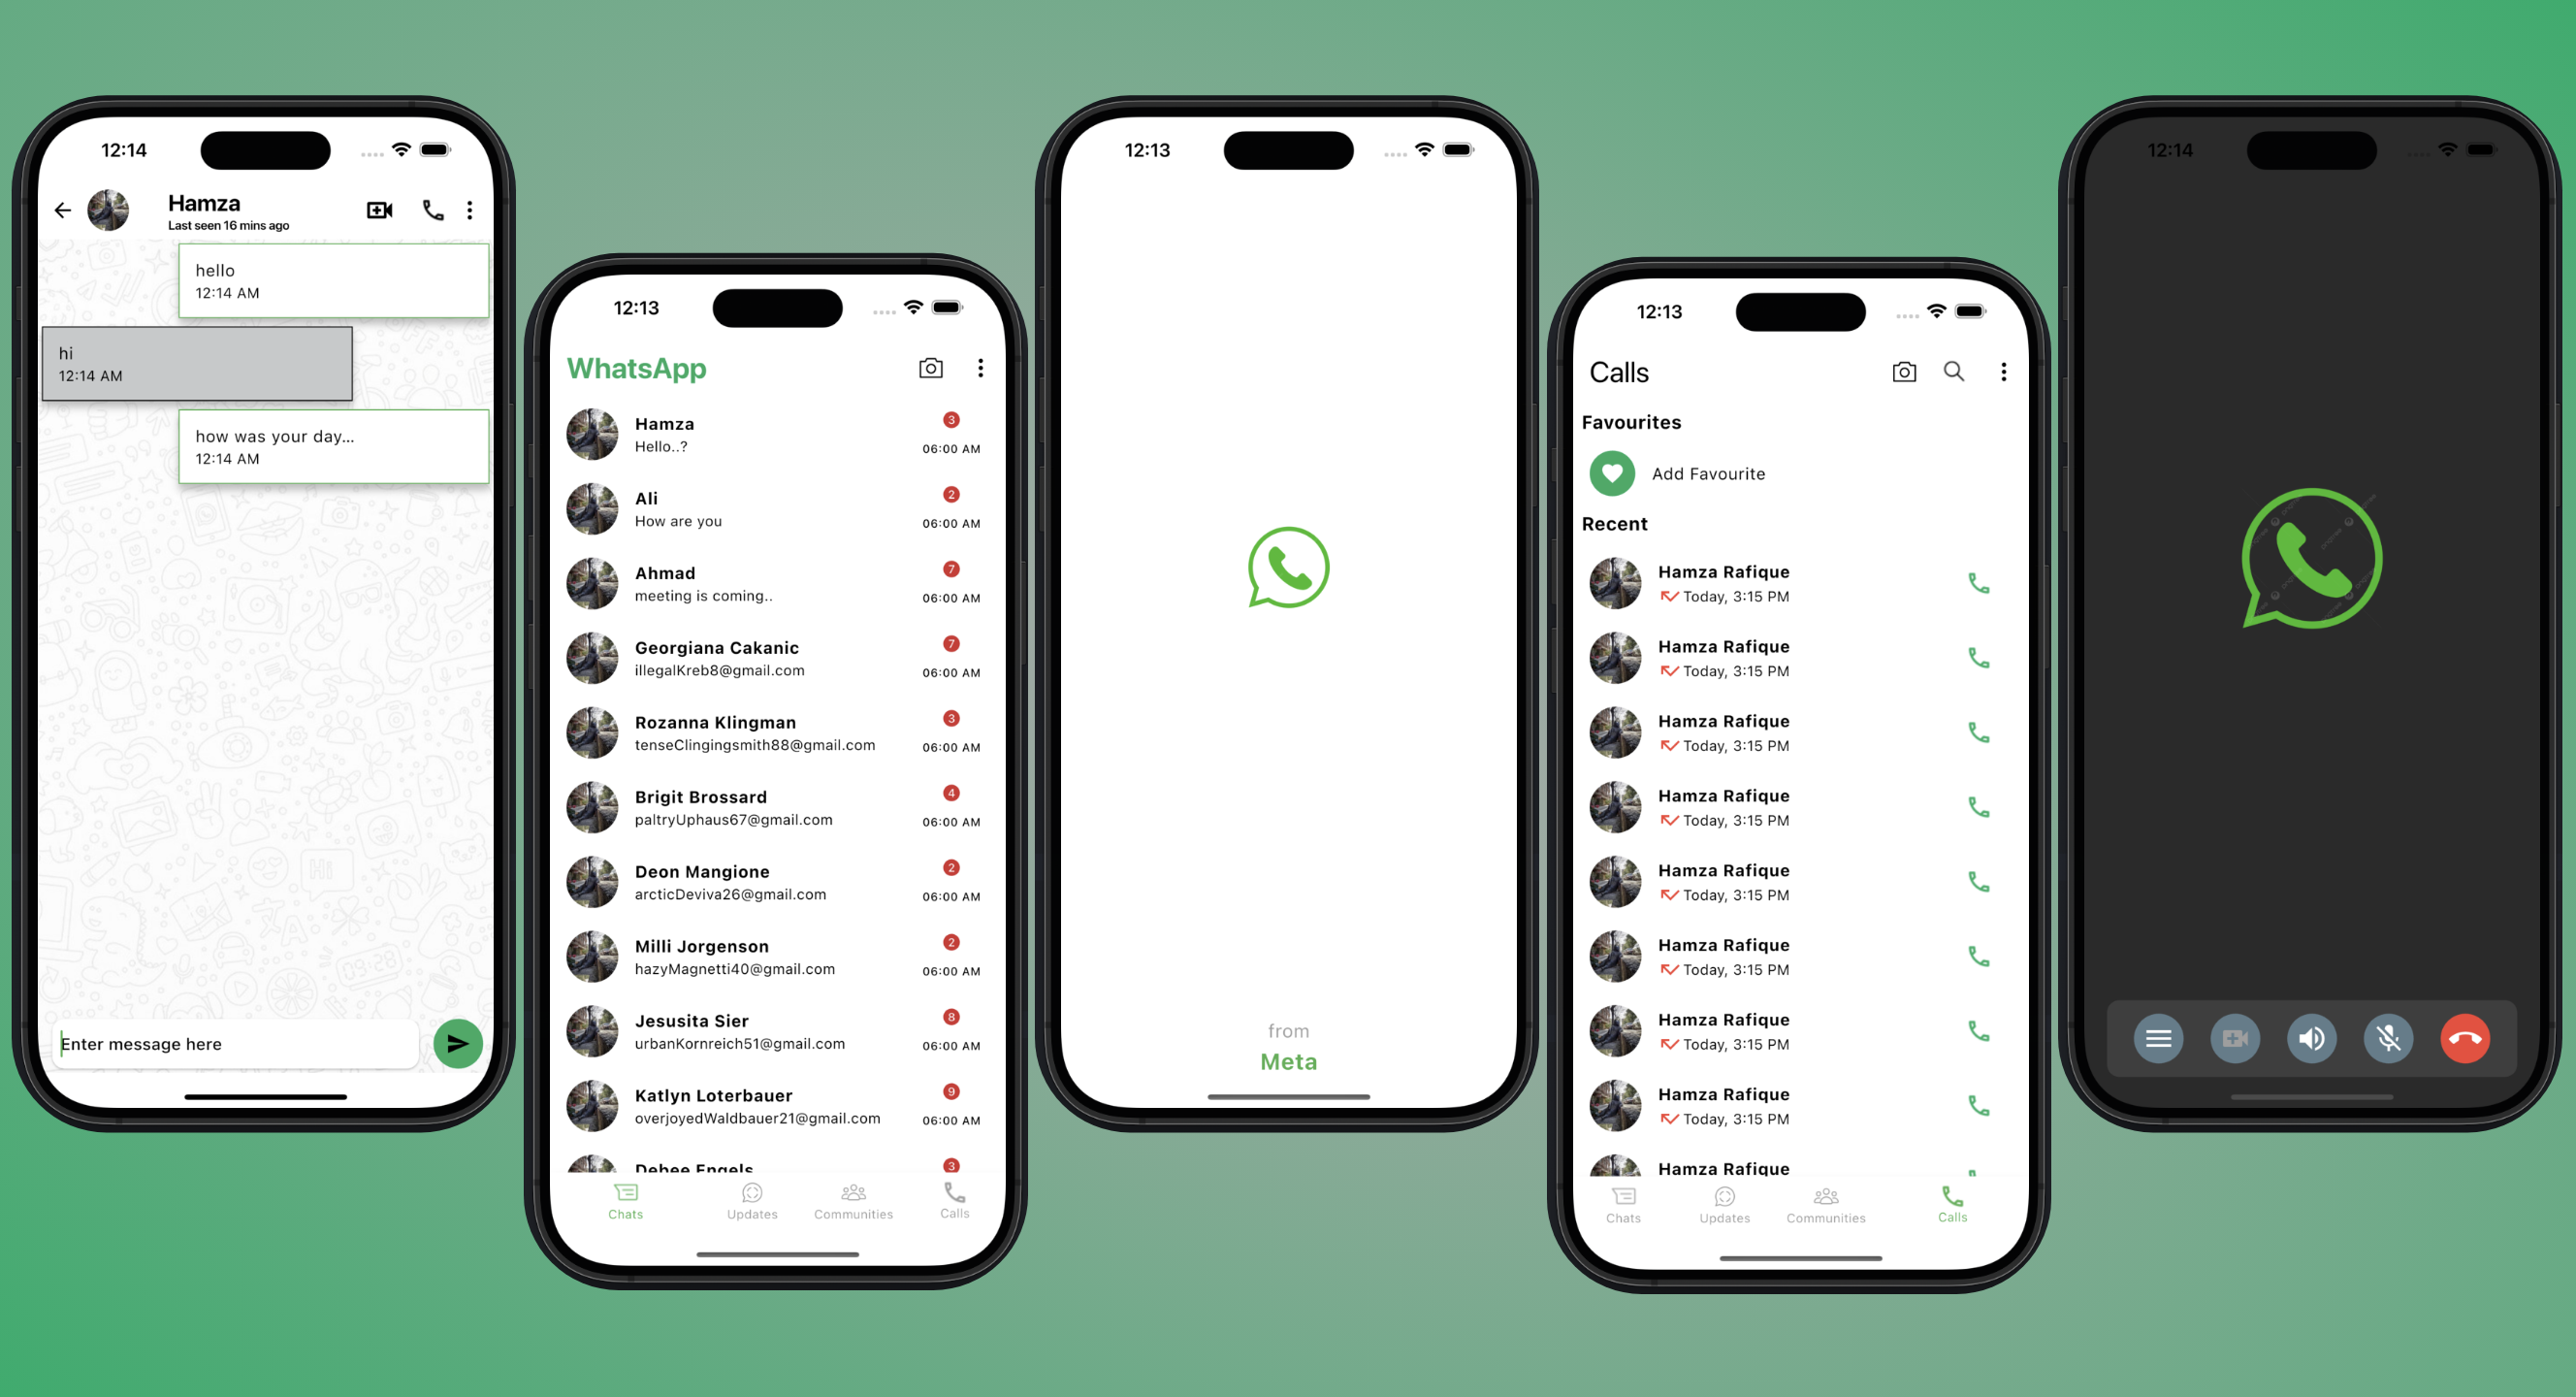 12:14
Hamza
Last seen 16 mins ago
hello
12:14 AM
hi
12:14 AM
how was your day...
12:14 AM
Enter message here
12:13
WhatsApp
Hamza
3
Hello..?
06:00 AM
Ali
2
How are you
06:00 AM
Ahmad
7
meeting is coming..
06:00 AM
Georgiana Cakanic
7
illegalKreb8@gmail.com
06:00 AM
Rozanna Klingman
3
tenseClingingsmith88@gmail.com
06:00 AM
Brigit Brossard
4
paltryUphaus67@gmail.com
06:00 AM
Deon Mangione
2
arcticDeviva26@gmail.com
06:00 AM
Milli Jorgenson
2
hazyMagnetti40@gmail.com
06:00 AM
Jesusita Sier
8
urbanKornreich51@gmail.com
06:00 AM
Katlyn Loterbauer
9
overjoyedWaldbauer21@gmail.com
06:00 AM
Debee Engels
3
Chats
Updates
Communities
Calls
12:13
from
Meta
12:13
Calls
Favourites
Add Favourite
Recent
Hamza Rafique
Today, 3:15 PM
Hamza Rafique
Today, 3:15 PM
Hamza Rafique
Today, 3:15 PM
Hamza Rafique
Today, 3:15 PM
Hamza Rafique
Today, 3:15 PM
Hamza Rafique
Today, 3:15 PM
Hamza Rafique
Today, 3:15 PM
Hamza Rafique
Today, 3:15 PM
Hamza Rafique
Chats
Updates
Communities
Calls
12:14